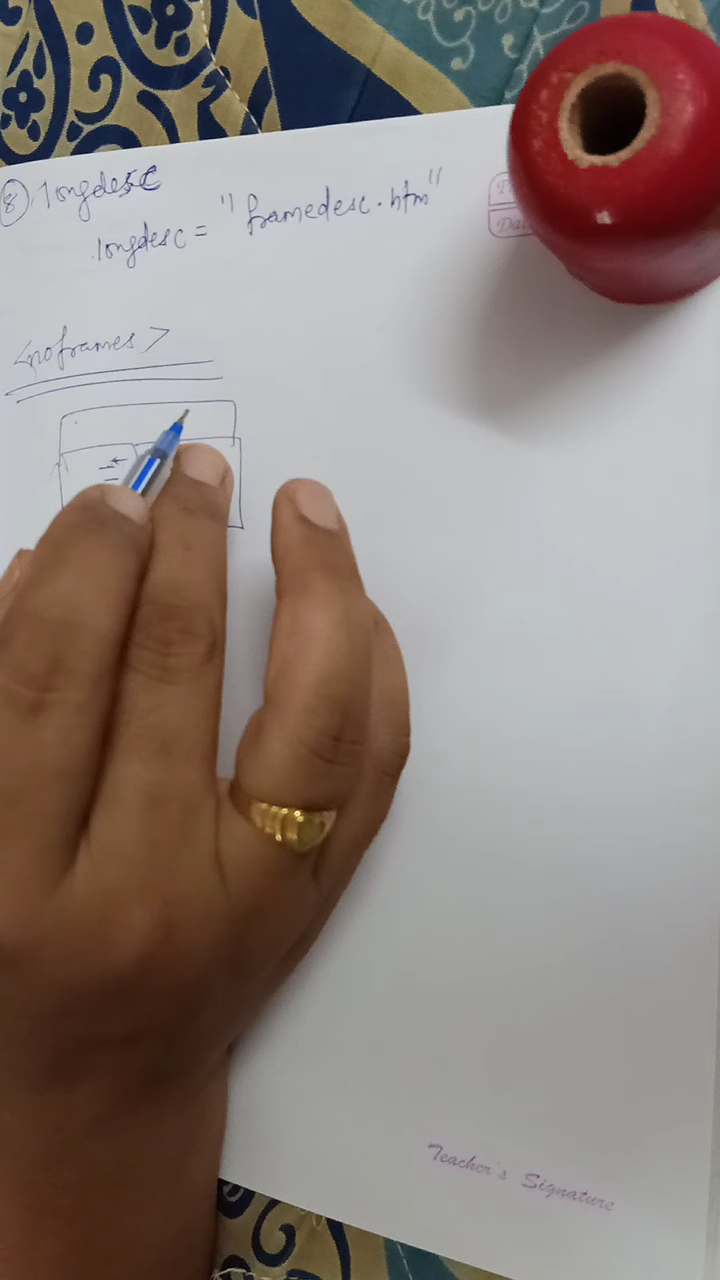 8 longdesc
longdesc = "framedesc.htm"
<noframes>
Teacher's Signature